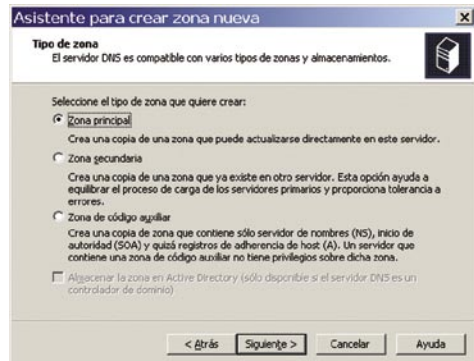 Asistente para crear zona nueva
Tipo de zona
El servidor DNS es compatible con varios tipos de zonas y almacenamientos.
Seleccione el tipo de zona que quiere crear:
Zona principal
Crea una copia de una zona que puede actualizarse directamente en este servidor.
Zona secundaria
Crea una copia de una zona que ya existe en otro servidor. Esta opción ayuda a
equilibrar el proceso de carga de los servidores primarios y proporciona tolerancia a
errores.
Zona de código auxiliar
Crea una copia de zona que contiene sólo servidor de nombres (NS), inicio de
autoridad (SOA) y quizá registros de adherencia de host (A). Un servidor que
contiene una zona de código auxiliar no tiene privilegios sobre dicha zona.
Almacenar la zona en Active Directory (sólo disponible si el servidor DNS es un
controlador de dominio)
< Atrás Siguiente > Cancelar Ayuda